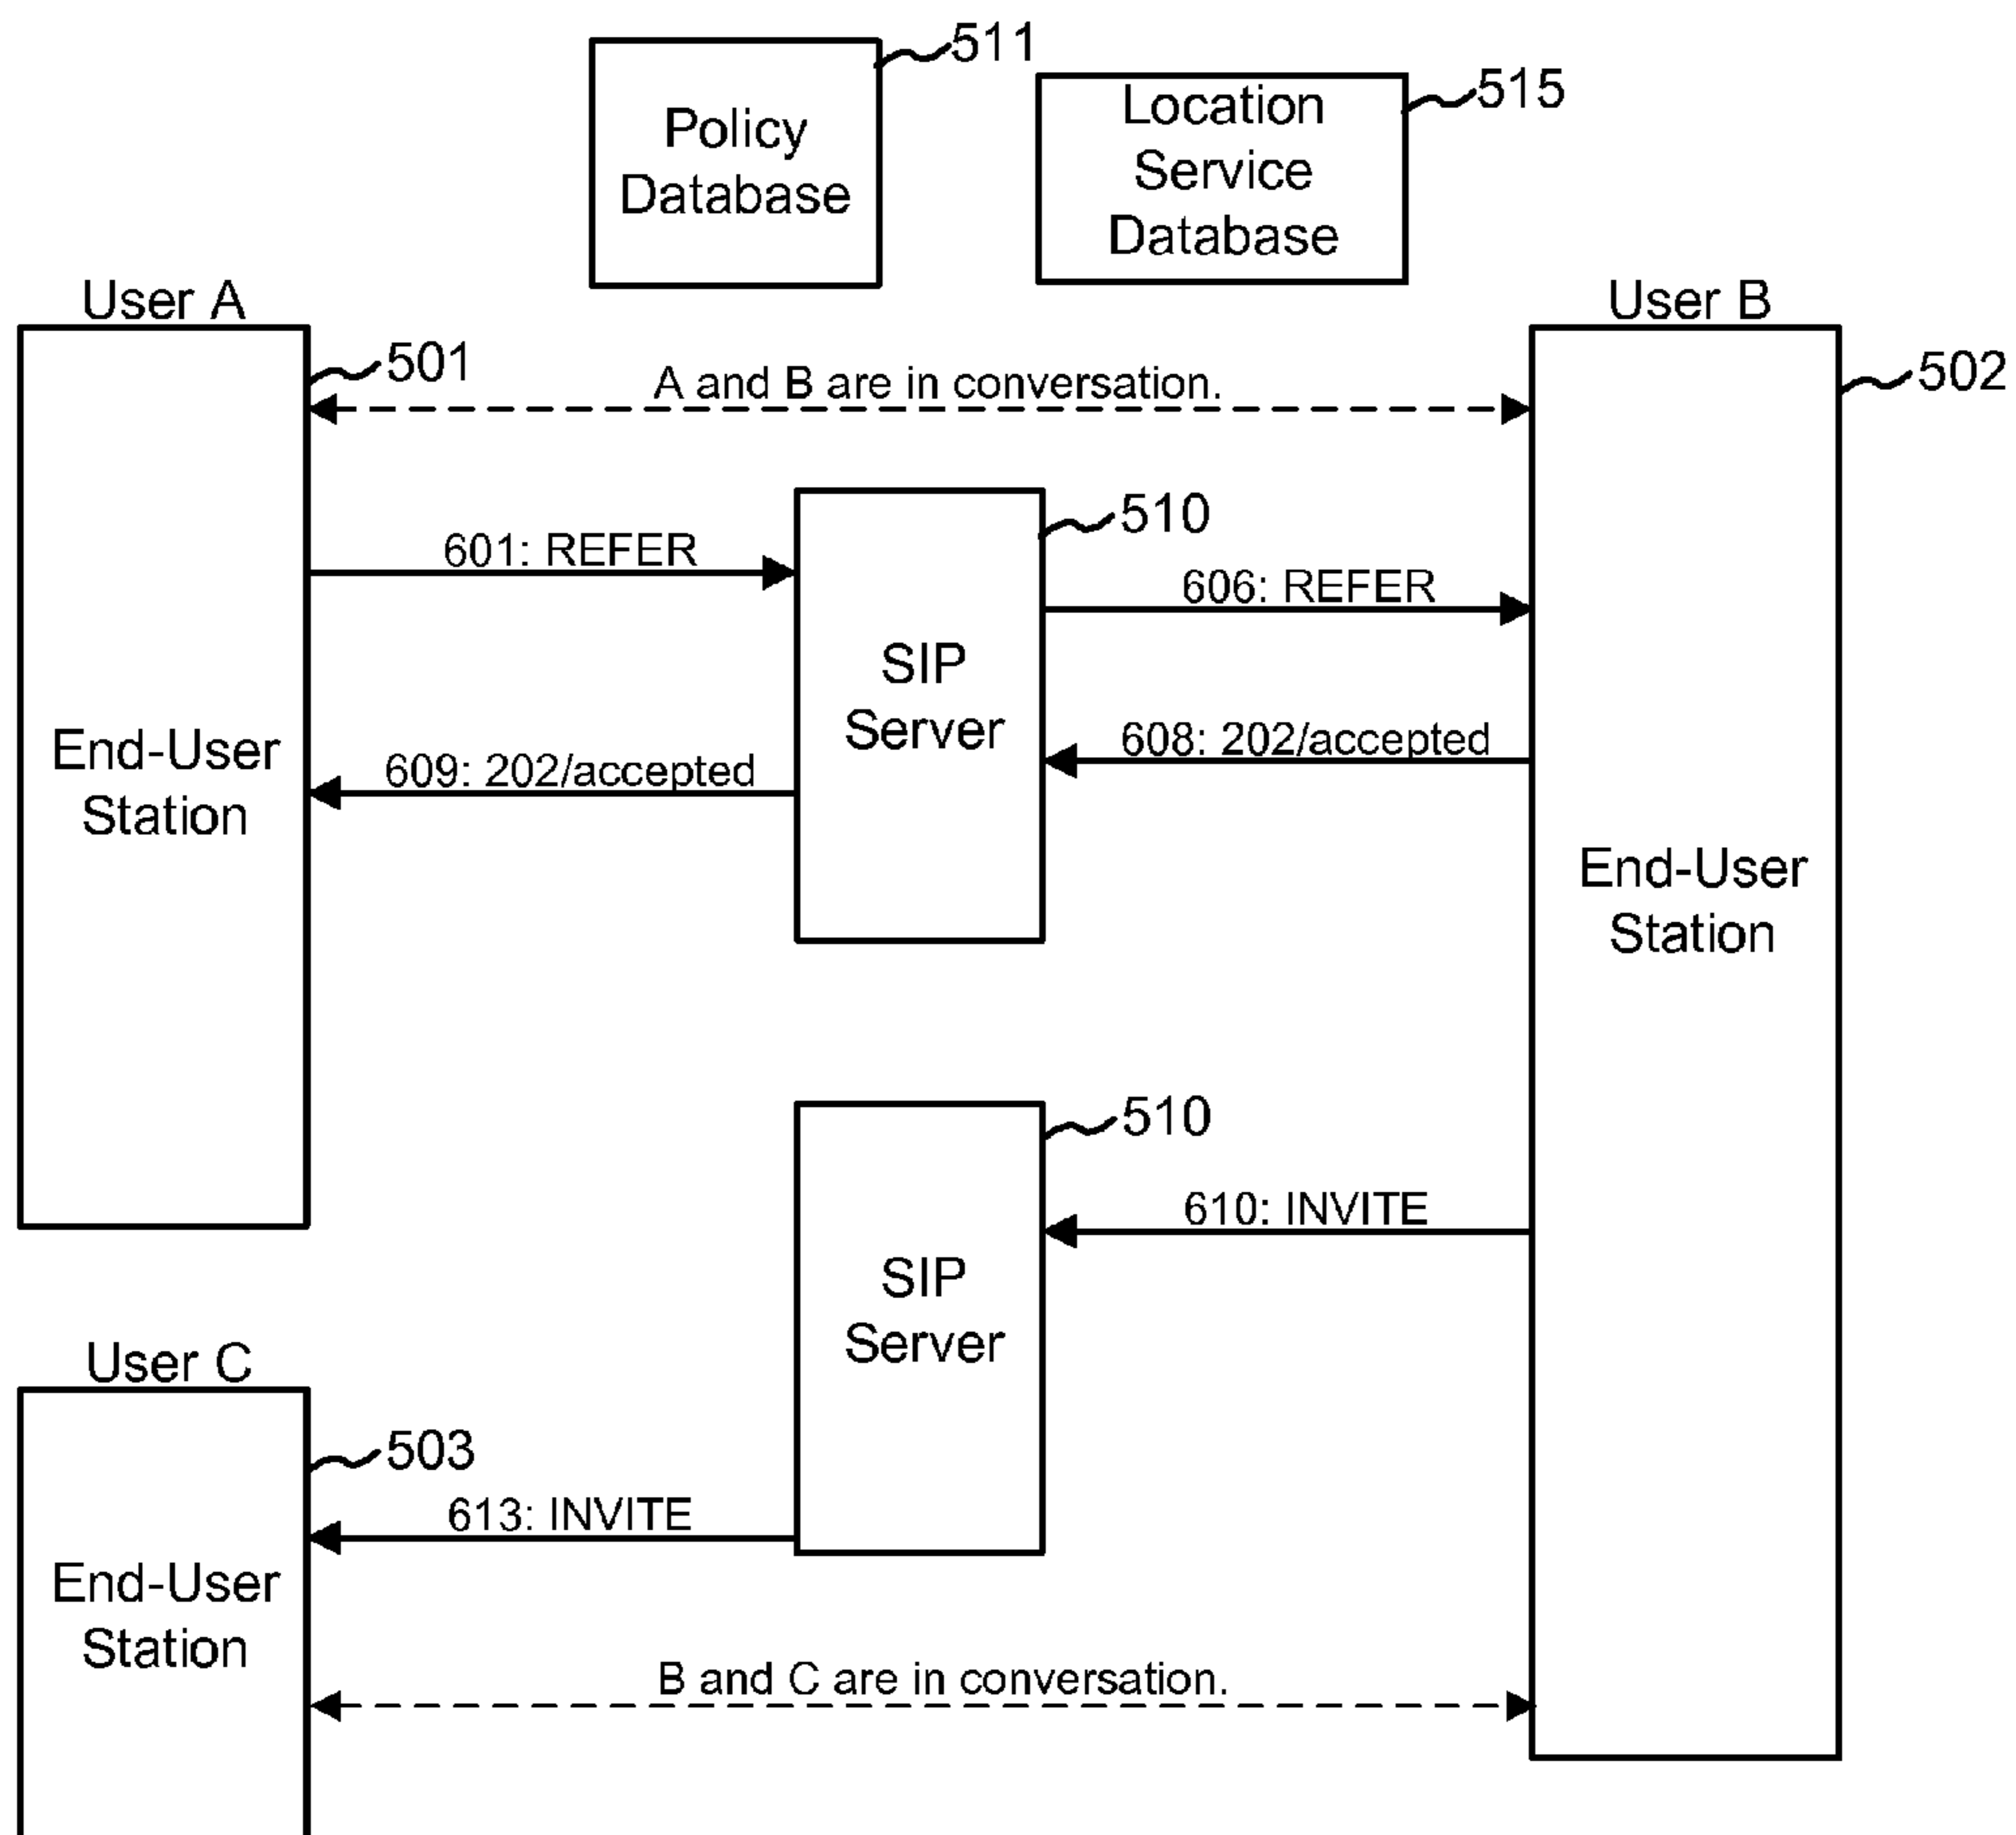 511
Policy
Database
515
Location
Service
Database
User A
User B
501
502
A and B are in conversation.
510
601: REFER
606: REFER
SIP
Server
608: 202/accepted
609: 202/accepted
End-User
Station
End-User
Station
510
610: INVITE
SIP
Server
User C
503
613: INVITE
End-User
Station
B and C are in conversation.